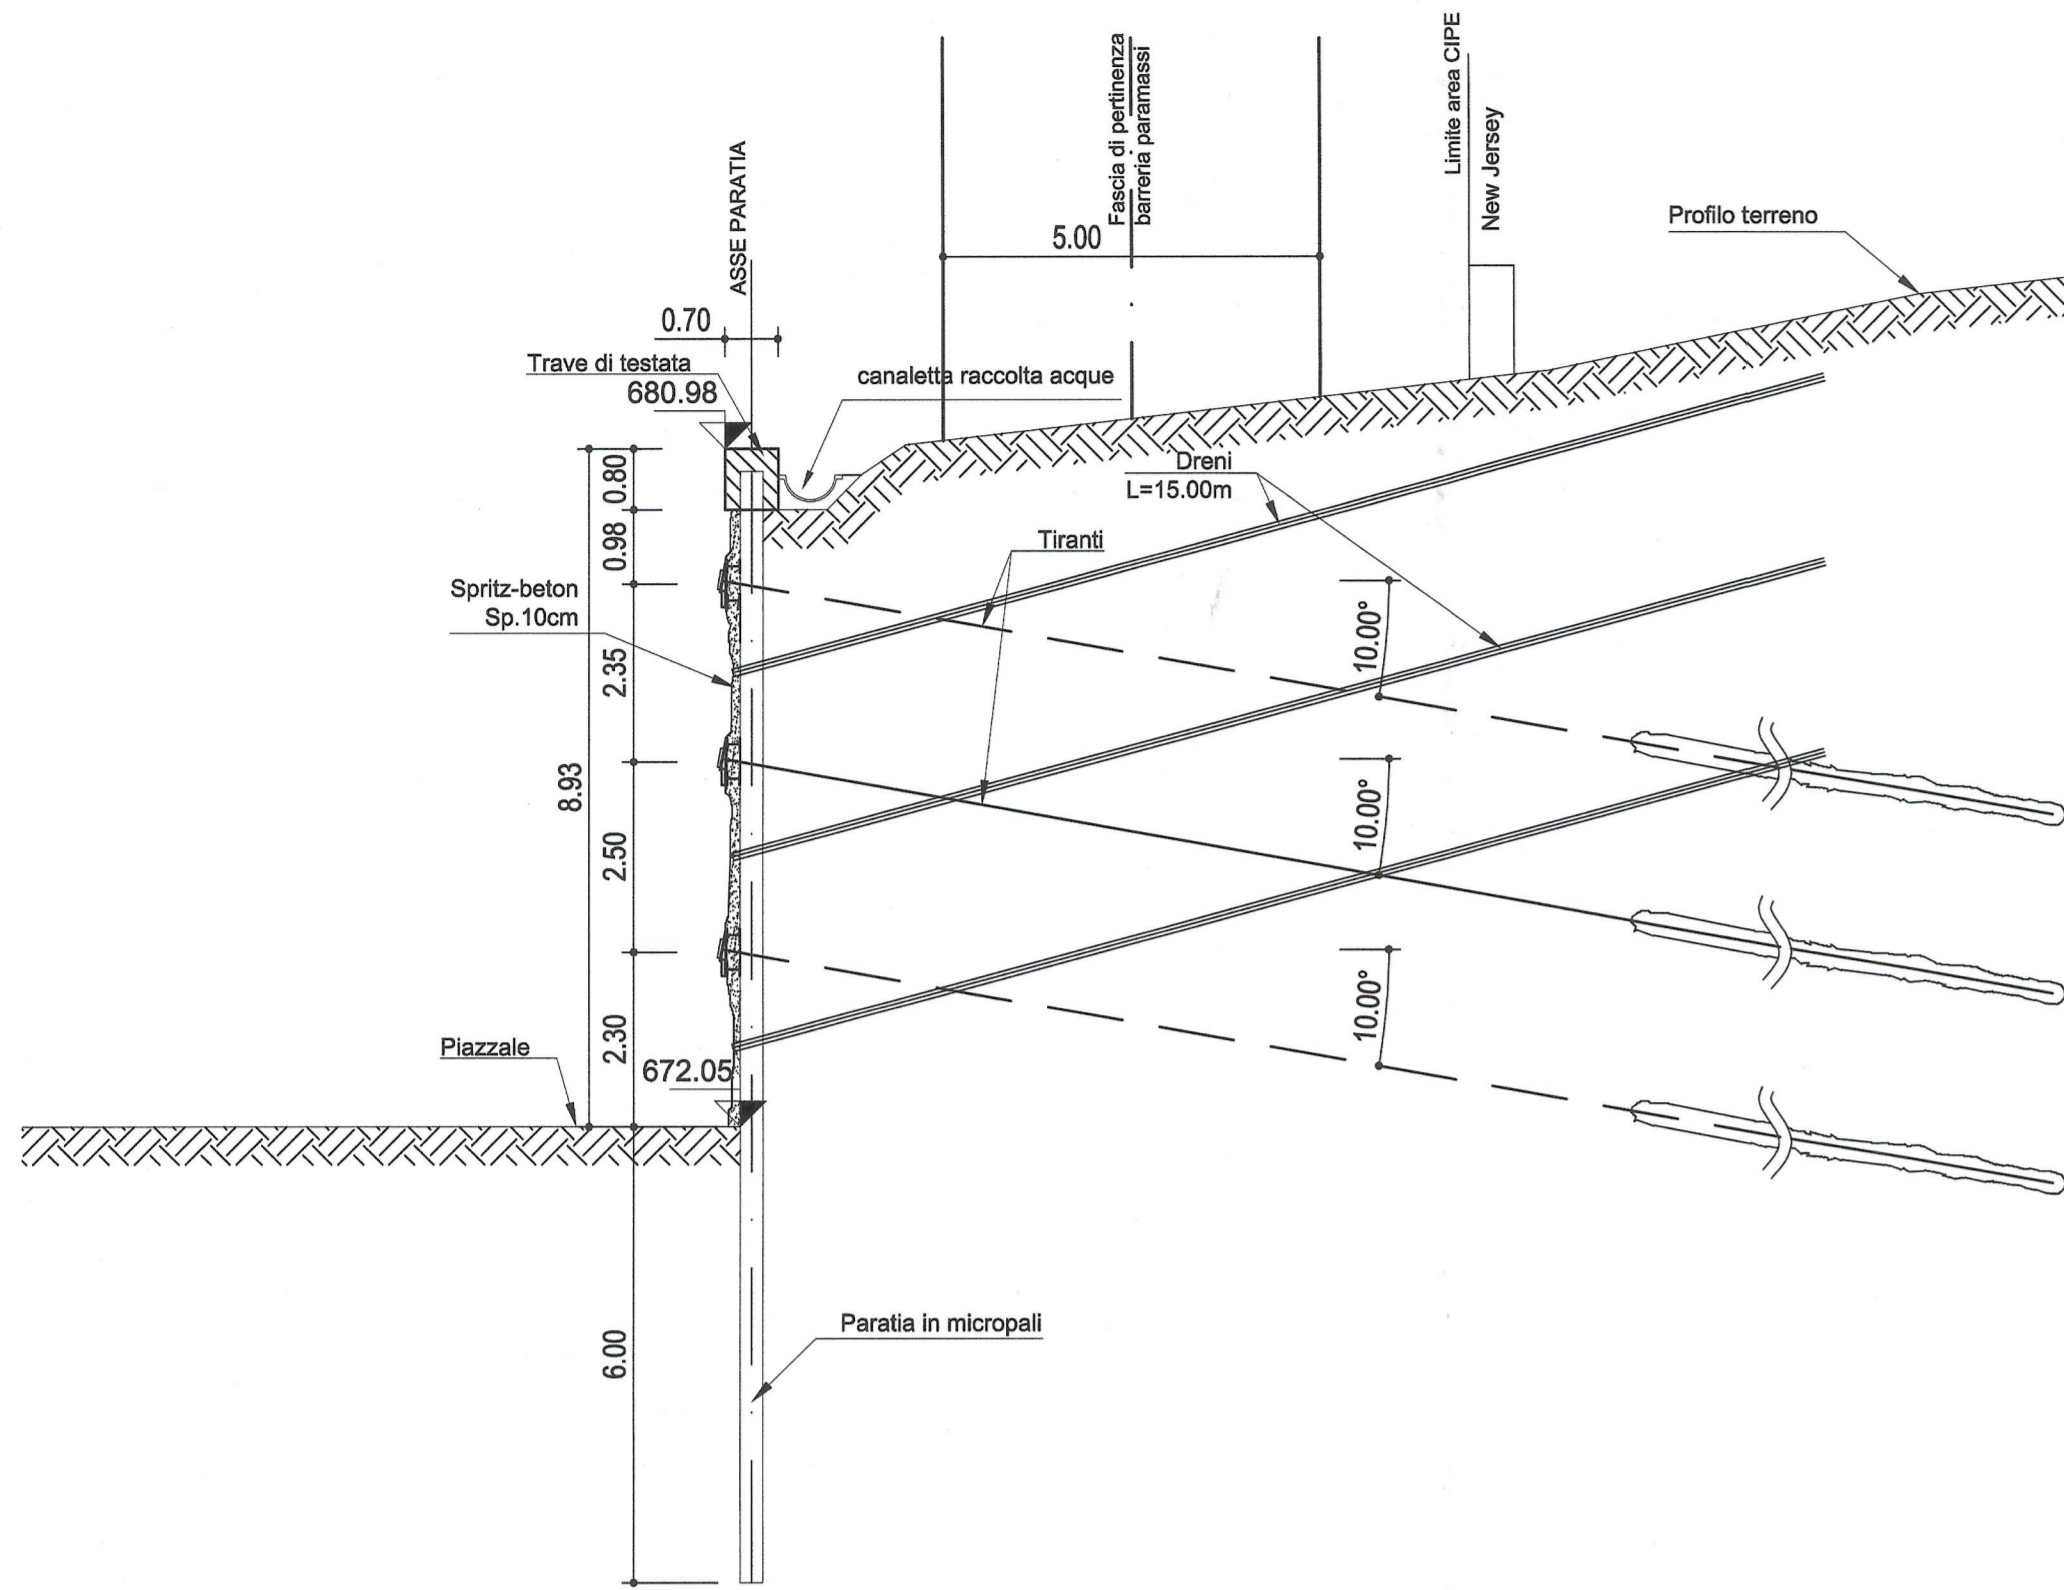 ASSE PARATIA
Fascia di pertinenza
barreria paramassi
Limite area CIPE
New Jersey
Profilo terreno
5.00
0.70
Trave di testata
680.98
canaletta raccolta acque
Dreni
L=15.00m
Tiranti
Spritz-beton
Sp.10cm
0.80
0.98
2.35
2.50
2.30
8.93
6.00
10.00°
10.00°
10.00°
Piazzale
672.05
Paratia in micropali